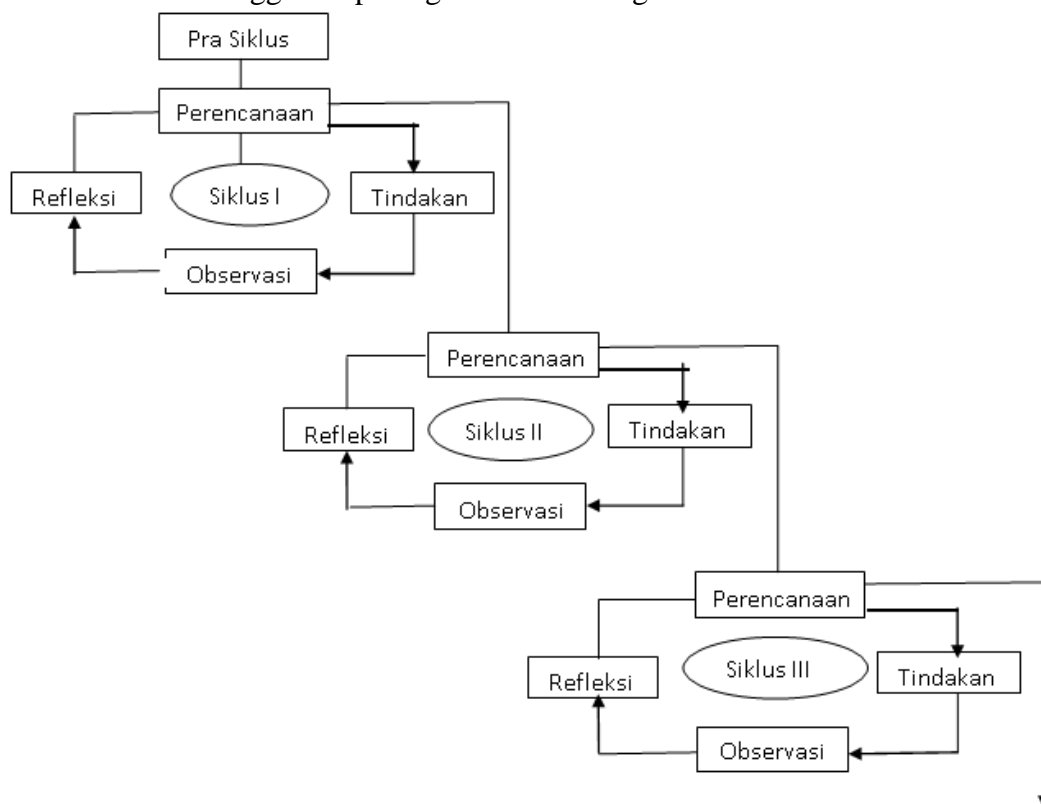 Pra Siklus
Perencanaan
Refleksi
Siklus I
Tindakan
Observasi
Perencanaan
Refleksi
Siklus II
Tindakan
Observasi
Perencanaan
Refleksi
Siklus III
Tindakan
Observasi